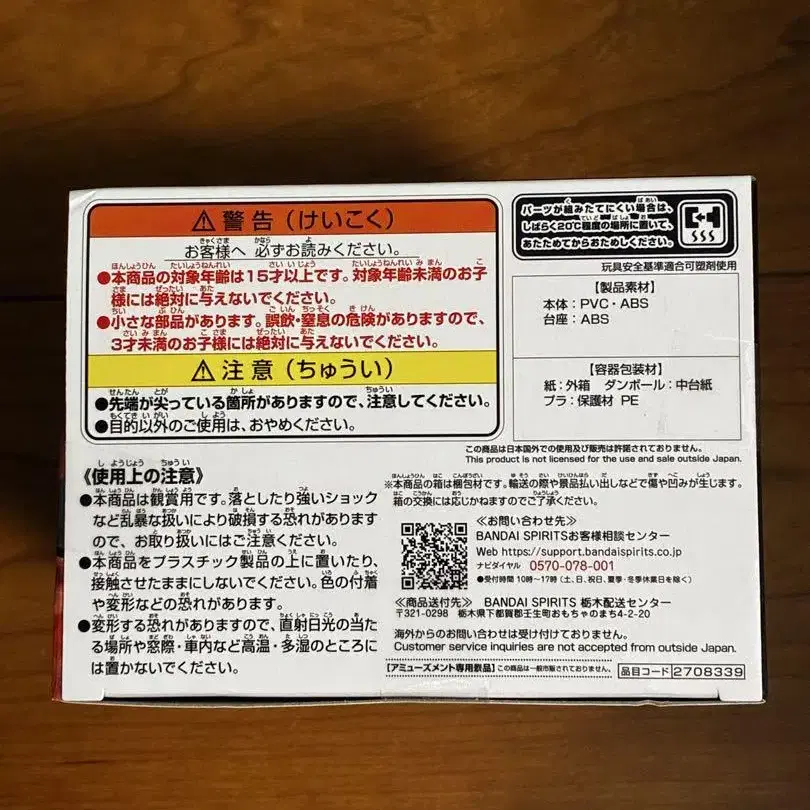 ⚠警告(けいこく)
お客様へ 必ずお読みください。
●本商品の対象年齢は15才以上です。対象年齢未満のお子
様には絶対に与えないでください。
●小さな部品があります。誤飲・窒息の危険がありますので、
3才未満のお子様には絶対に与えないでください。
⚠注意(ちゅうい)
●先端が尖っている箇所がありますので、注意してください。
●目的以外のご使用は、おやめください。
《使用上の注意》
●本商品は観賞用です。落としたり強いショック
など乱暴な扱いにより破損する恐れがあります
ので、お取り扱いにはご注意ください。
●本商品をプラスチック製品の上に置いたり、
接触させたままにしないでください。色の付着
や変形などの恐れがあります。
●変形する恐れがありますので、直射日光の当た
る場所や窓際・車内など高温・多湿のところに
は置かないでください。
パーツが組みたてにくい場合は、
しばらく20℃程度の場所に置いて、
あたためてからおためしください。
玩具安全基準適合可塑剤使用
【製品素材】
本体:PVC・ABS
台座:ABS
【容器包装材】
紙:外箱 ダンボール:中台紙
プラ:保護材 PE
この商品は日本国外での使用及び販売は許諾されておりません。
This product is not licensed for the use and sale outside Japan.
※本商品の箱は梱包材です。輸送の際や景品払い出しなどで傷や凹みが生じます。
箱の交換には応じかねますのでご了承ください。
≪お問い合わせ先≫
BANDAI SPIRITSお客様相談センター
Web https://support.bandaispirits.co.jp
ナビダイヤル 0570-078-001
●受付時間 10時〜17時(土、日、祝日、夏季・冬季休業日を除く)
≪商品送付先≫ BANDAI SPIRITS 栃木配送センター
〒321-0298 栃木県下都賀郡壬生町おもちゃのまち4-2-20
海外からのお問い合わせは受け付けておりません。
Customer service inquiries are not accepted from outside Japan.
【アミューズメント専用景品】この商品は一般市販されておりません。
品目コード 2708339